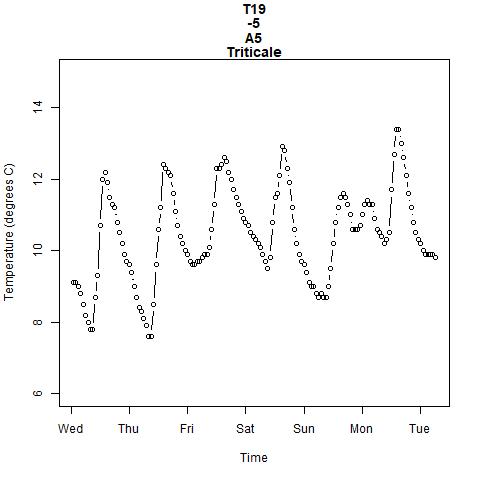 T19
-5
A5
Triticale
Temperature (degrees C)
14
12
10
8
6
Wed Thu Fri Sat Sun Mon Tue
Time